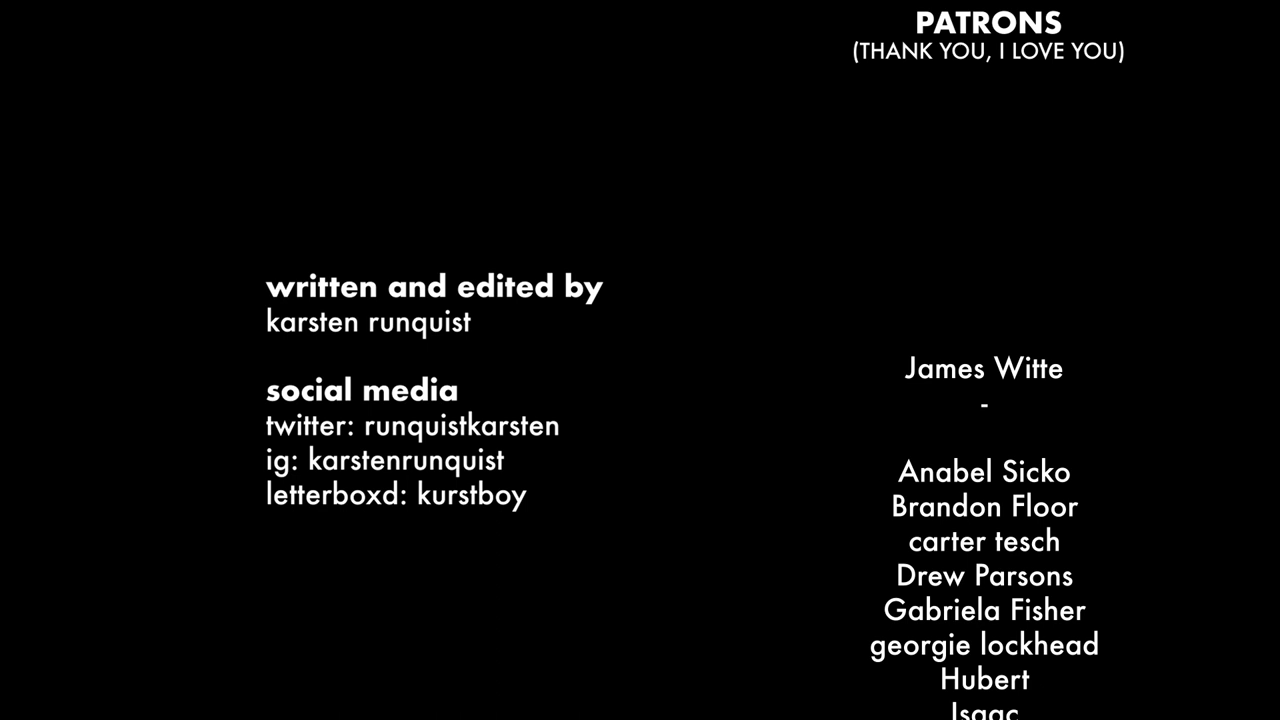 PATRONS
(THANK YOU, I LOVE YOU)
written and edited by
karsten runquist
social media
twitter: runquistkarsten
ig: karstenrunquist
letterboxd: kurstboy
James Witte
-
Anabel Sicko
Brandon Floor
carter tesch
Drew Parsons
Gabriela Fisher
georgie lockhead
Hubert
Isaac